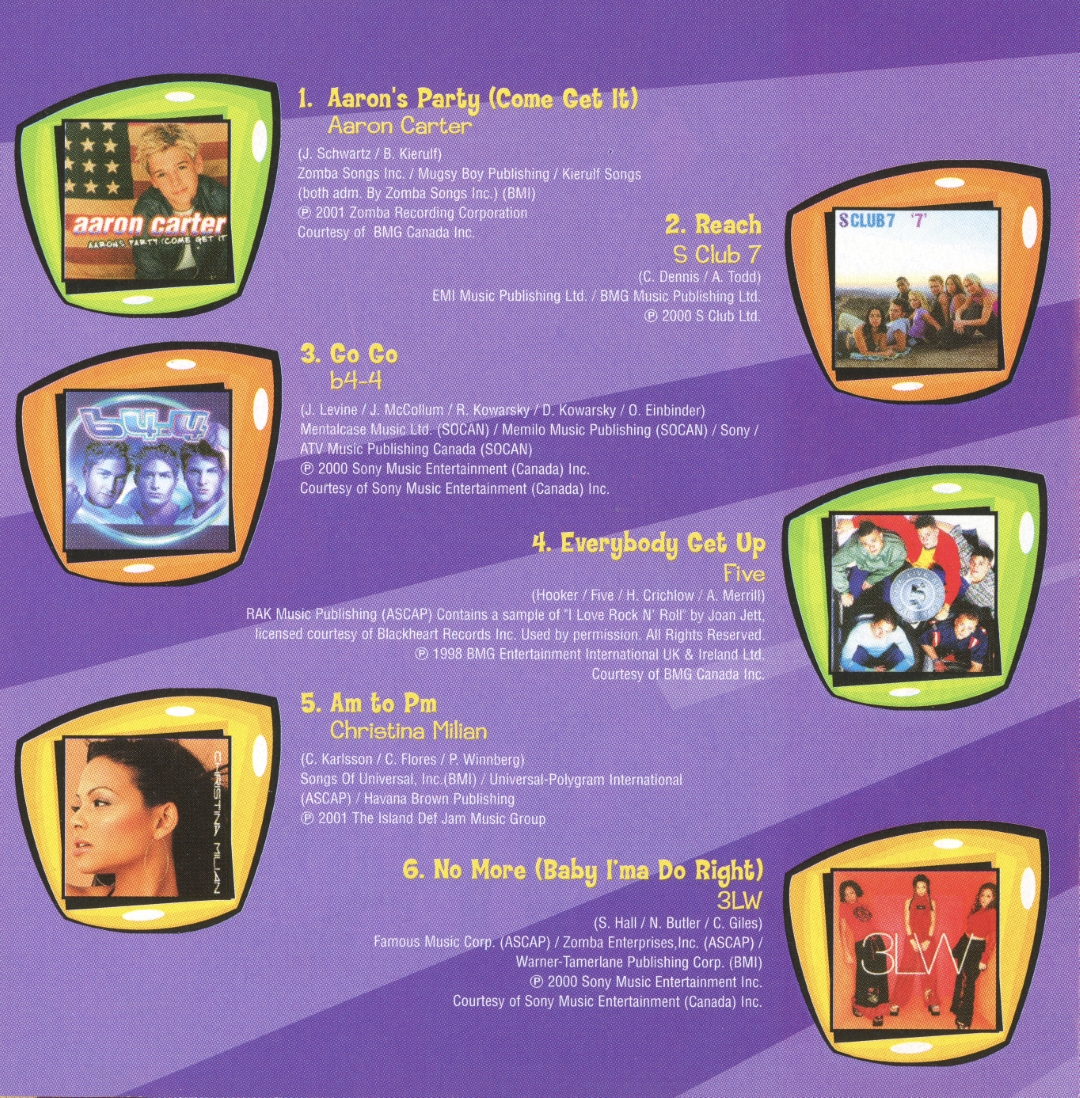 1. Aaron's Party (Come Get It)
Aaron Carter
(J. Schwartz / B. Kierulf)
Zomba Songs Inc. / Mugsy Boy Publishing / Kierulf Songs
(both adm. By Zomba Songs Inc.) (BMI)
℗ 2001 Zomba Recording Corporation
Courtesy of BMG Canada Inc.
aaron carter
AARON'S PARTY (COME GET IT
2. Reach
S Club 7
(C. Dennis / A. Todd)
EMI Music Publishing Ltd. / BMG Music Publishing Ltd.
℗ 2000 S Club Ltd.
S CLUB 7 '7'
3. Go Go
b4-4
(J. Levine / J. McCollum / R. Kowarsky / D. Kowarsky / O. Einbinder)
Mentalcase Music Ltd. (SOCAN) / Memilo Music Publishing (SOCAN) / Sony /
ATV Music Publishing Canada (SOCAN)
℗ 2000 Sony Music Entertainment (Canada) Inc.
Courtesy of Sony Music Entertainment (Canada) Inc.
b4-4
4. Everybody Get Up
Five
(Hooker / Five / H. Crichlow / A. Merrill)
RAK Music Publishing (ASCAP) Contains a sample of "I Love Rock N' Roll" by Joan Jett,
licensed courtesy of Blackheart Records Inc. Used by permission. All Rights Reserved.
℗ 1998 BMG Entertainment International UK & Ireland Ltd.
Courtesy of BMG Canada Inc.
5
5. Am to Pm
Christina Milian
(C. Karlsson / C. Flores / P. Winnberg)
Songs Of Universal, Inc.(BMI) / Universal-Polygram International
(ASCAP) / Havana Brown Publishing
℗ 2001 The Island Def Jam Music Group
CHRISTINA MILIAN
6. No More (Baby I'ma Do Right)
3LW
(S. Hall / N. Butler / C. Giles)
Famous Music Corp. (ASCAP) / Zomba Enterprises,Inc. (ASCAP) /
Warner-Tamerlane Publishing Corp. (BMI)
℗ 2000 Sony Music Entertainment Inc.
Courtesy of Sony Music Entertainment (Canada) Inc.
3LW